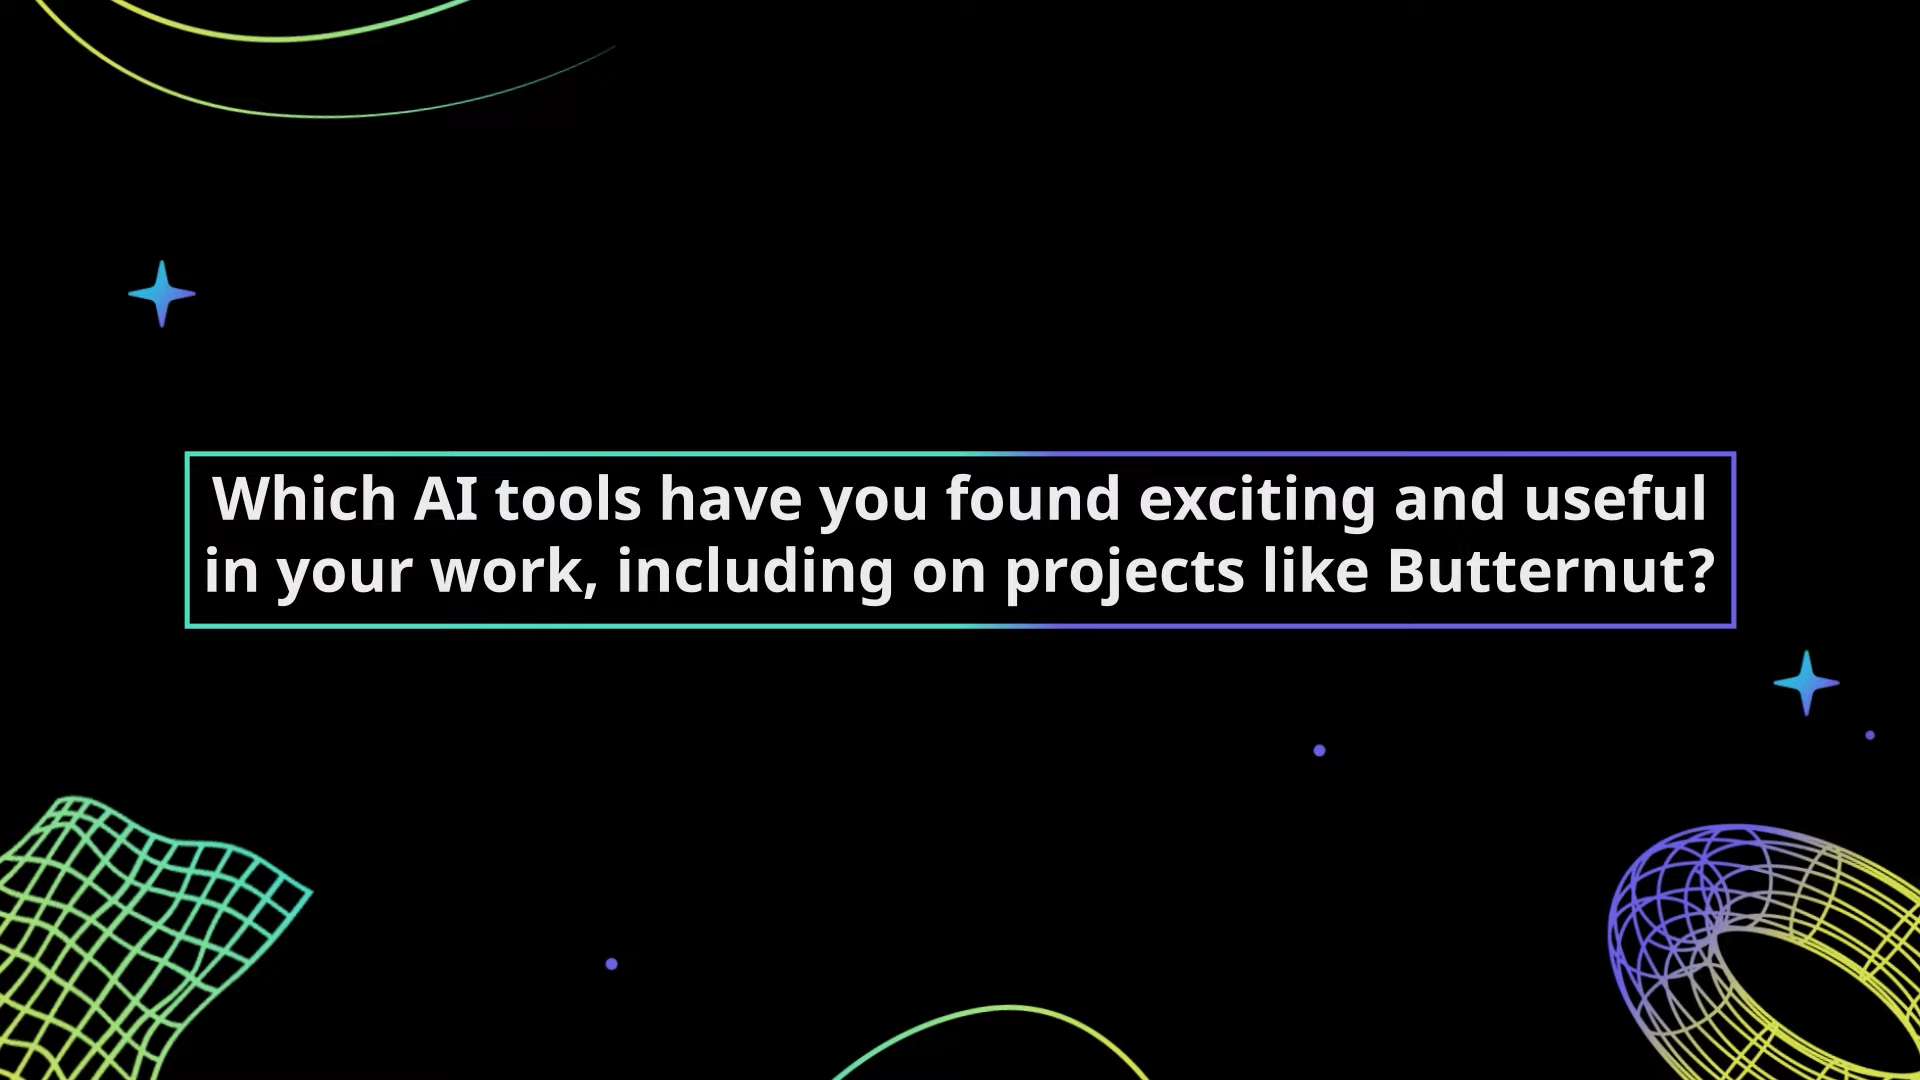 Which AI tools have you found exciting and useful
in your work, including on projects like Butternut?